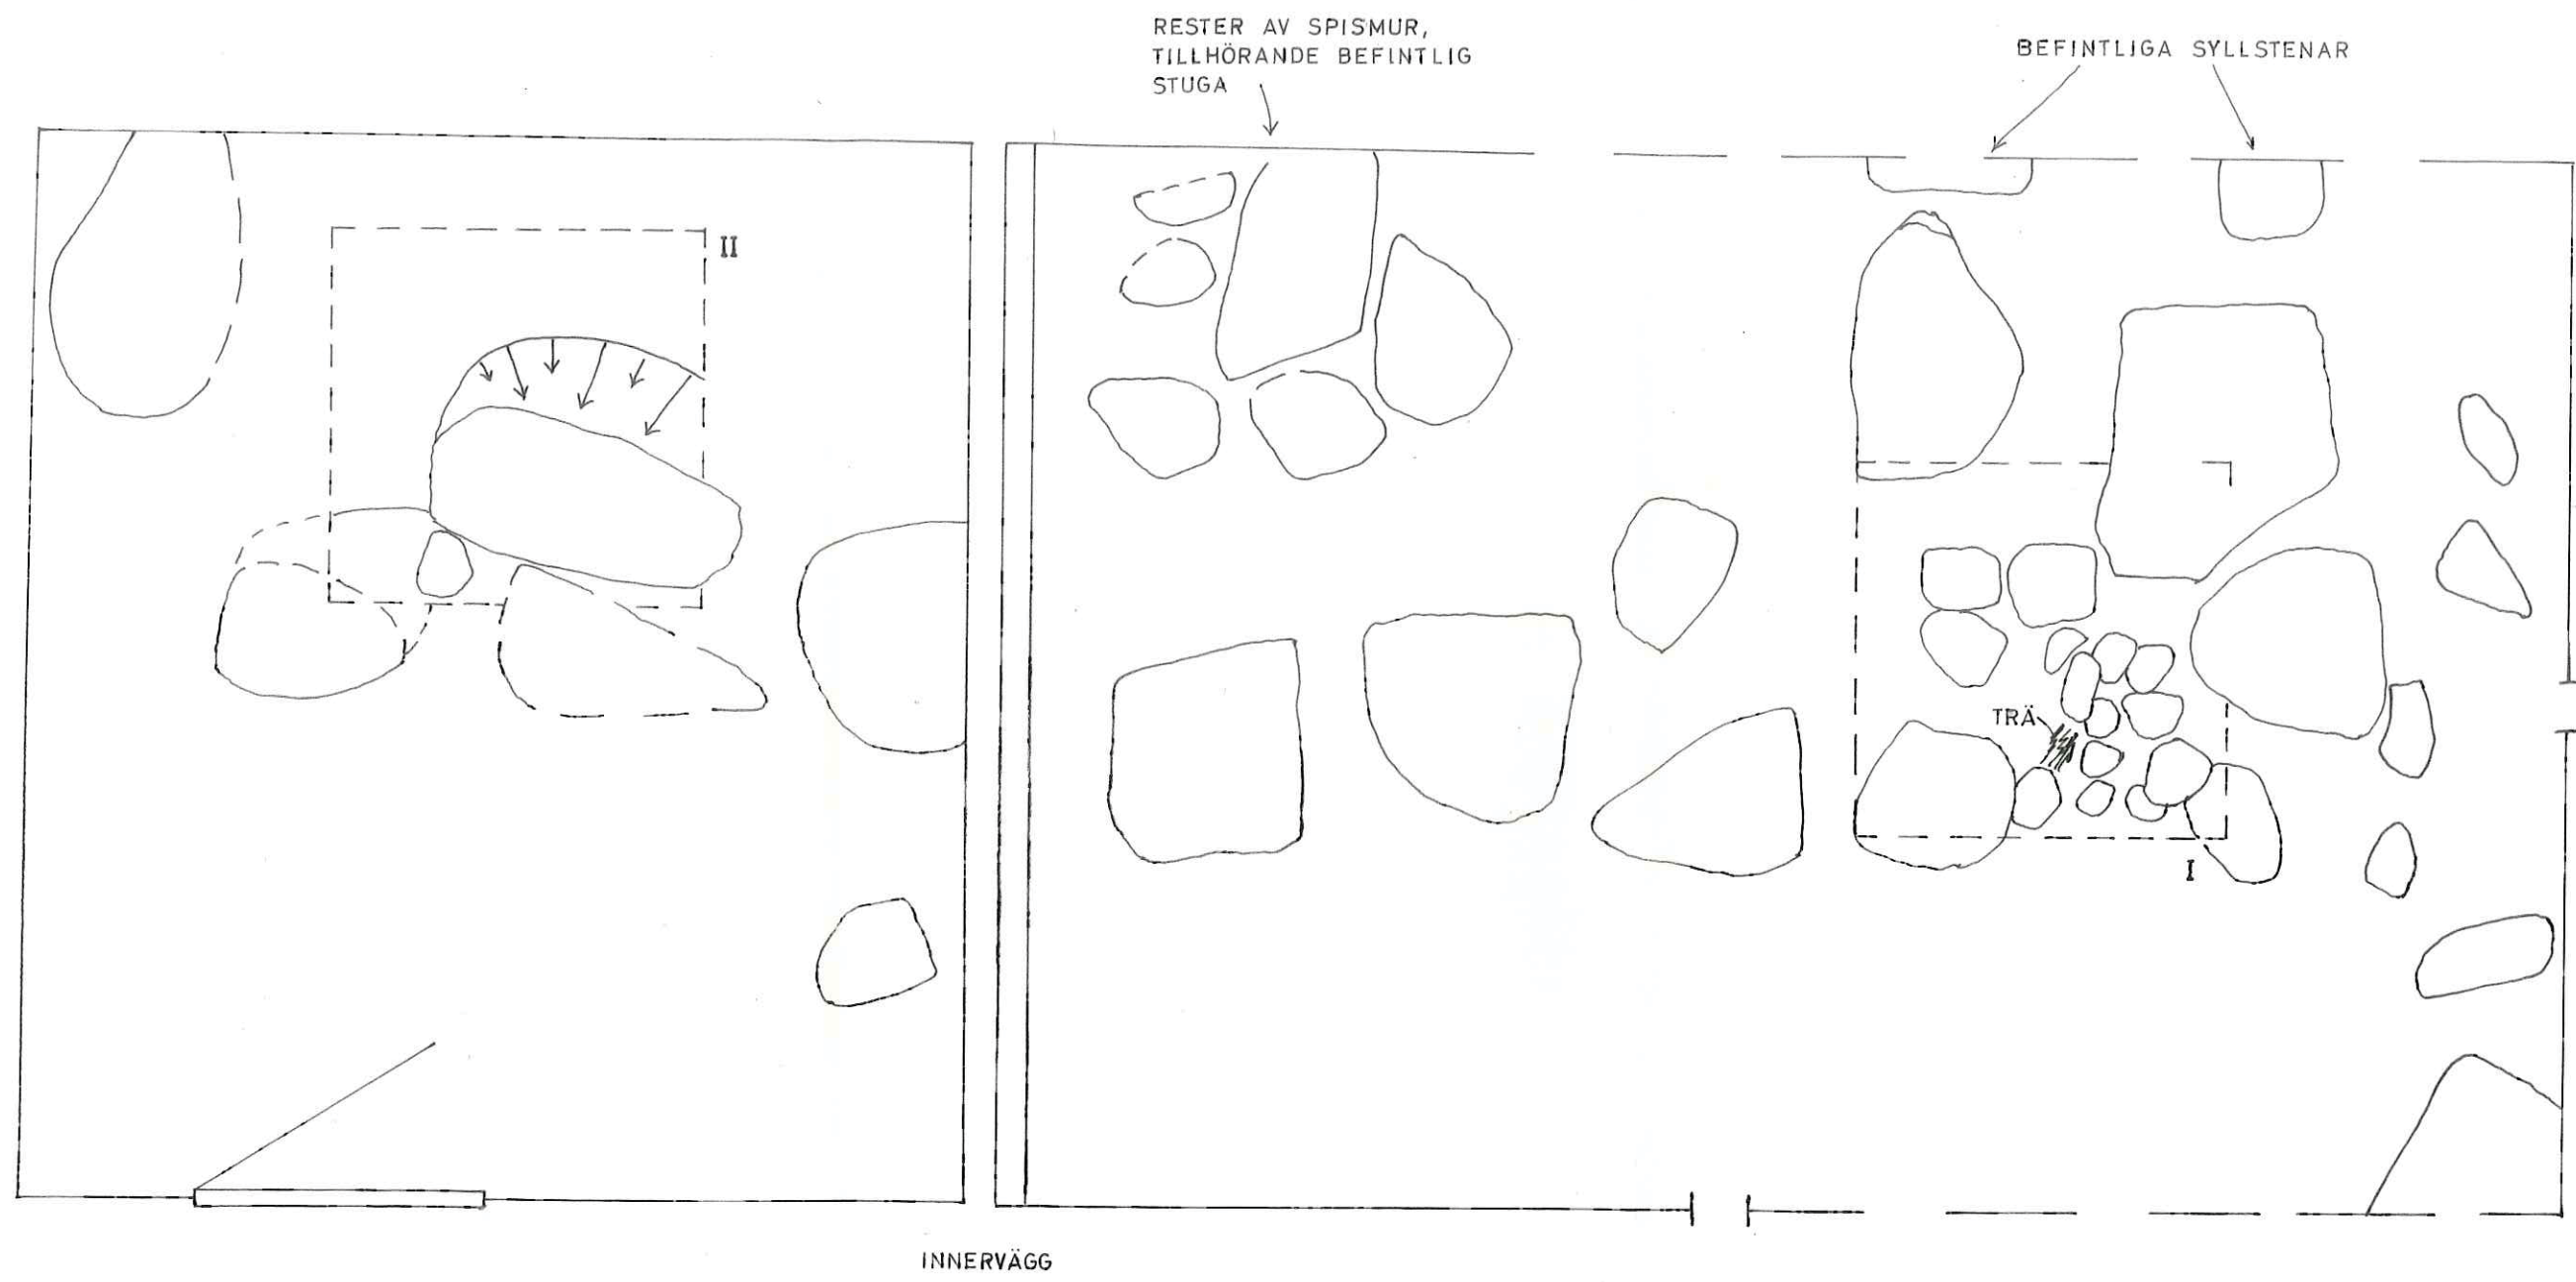 RESTER AV SPISMUR,
TILLHÖRANDE BEFINTLIG
STUGA
BEFINTLIGA SYLLSTENAR
II
TRÄ
I
INNERVÄGG